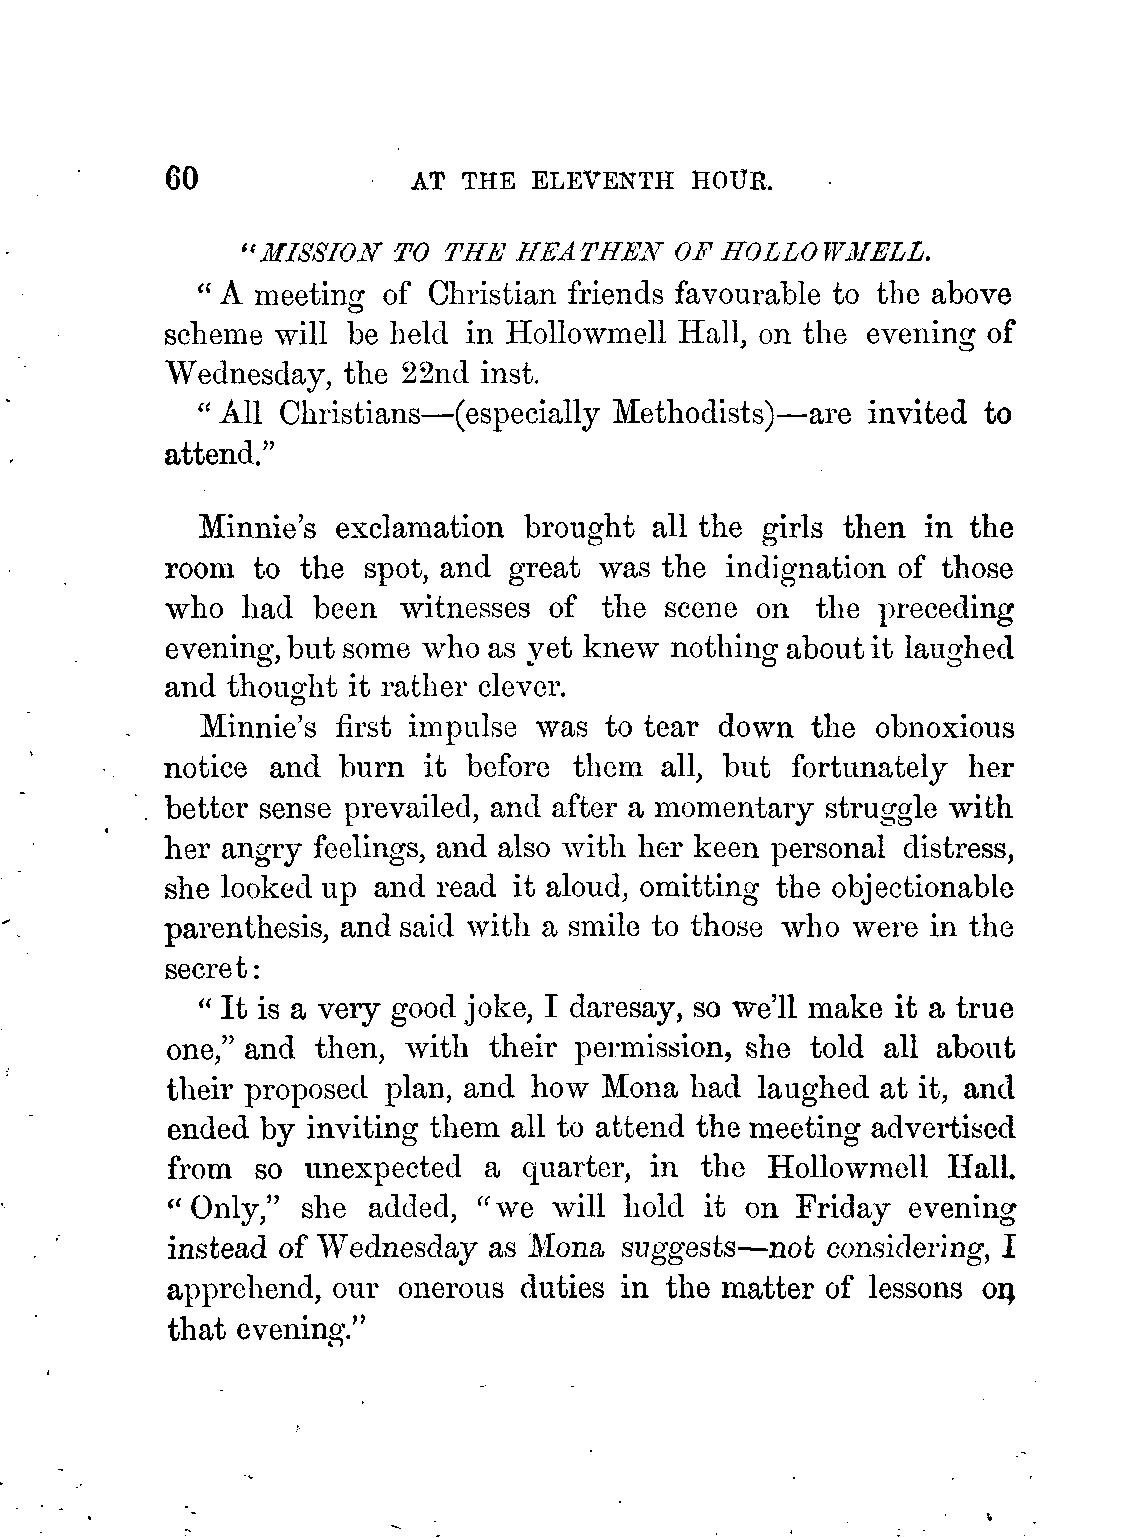 60 AT THE ELEVENTH HOUR.
"MISSION TO THE HEATHEN OF HOLLOWMELL.
" A meeting of Christian friends favourable to the above
scheme will be held in Hollowmell Hall, on the evening of
Wednesday, the 22nd inst.
" All Christians—(especially Methodists)—are invited to
attend."
Minnie's exclamation brought all the girls then in the
room to the spot, and great was the indignation of those
who had been witnesses of the scene on the preceding
evening, but some who as yet knew nothing about it laughed
and thought it rather clever.
Minnie's first impulse was to tear down the obnoxious
notice and burn it before them all, but fortunately her
better sense prevailed, and after a momentary struggle with
her angry feelings, and also with her keen personal distress,
she looked up and read it aloud, omitting the objectionable
parenthesis, and said with a smile to those who were in the
secret:
" It is a very good joke, I daresay, so we'll make it a true
one," and then, with their permission, she told all about
their proposed plan, and how Mona had laughed at it, and
ended by inviting them all to attend the meeting advertised
from so unexpected a quarter, in the Hollowmell Hall.
" Only," she added, "we will hold it on Friday evening
instead of Wednesday as Mona suggests—not considering, I
apprehend, our onerous duties in the matter of lessons on
that evening."